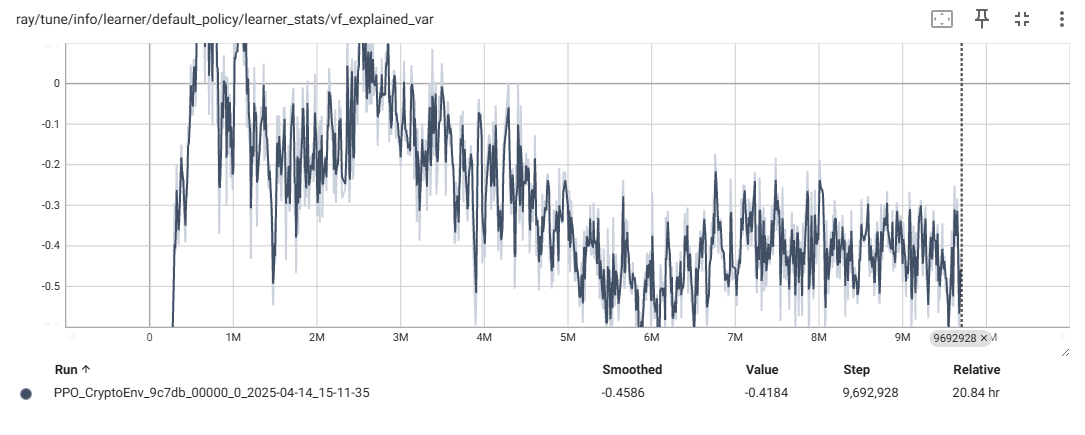 ray/tune/info/learner/default_policy/learner_stats/vf_explained_var
0
-0.1
-0.2
-0.3
-0.4
-0.5
0 1M 2M 3M 4M 5M 6M 7M 8M 9M
9692928 ✕
Run ↑ Smoothed Value Step Relative
PPO_CryptoEnv_9c7db_00000_0_2025-04-14_15-11-35 -0.4586 -0.4184 9,692,928 20.84 hr